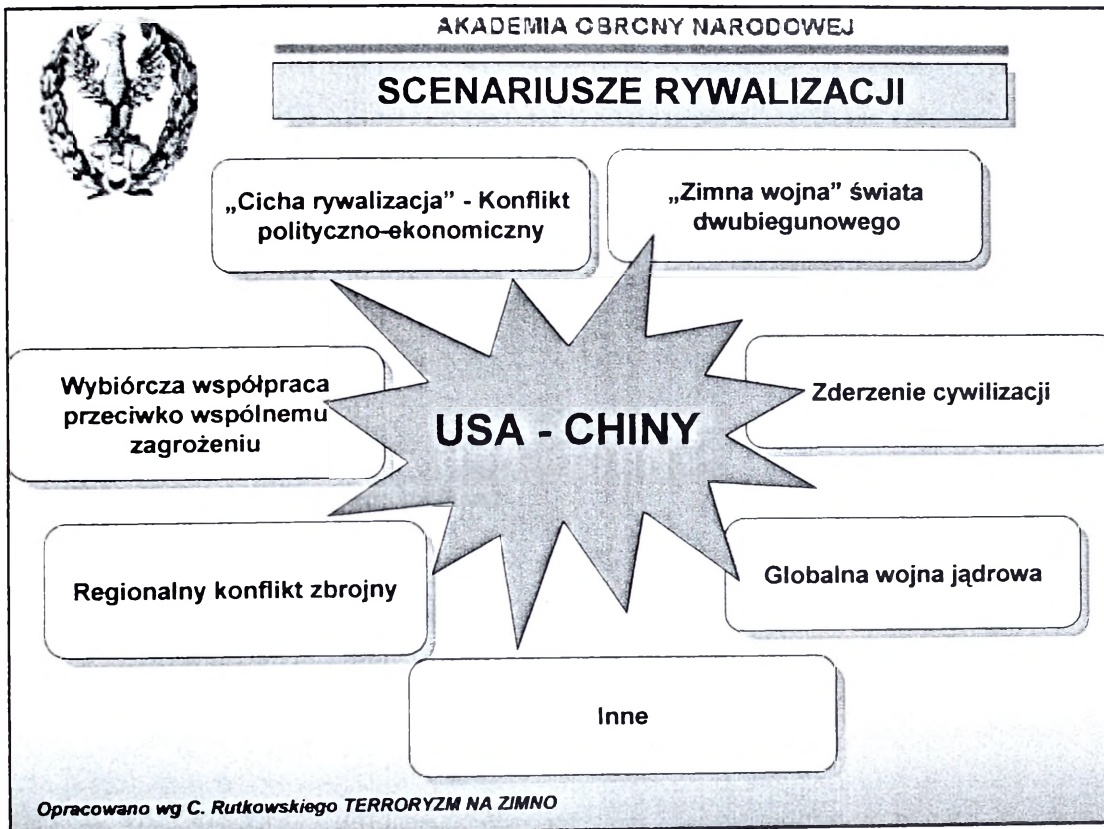 AKADEMIA OBRONY NARODOWEJ
SCENARIUSZE RYWALIZACJI
„Cicha rywalizacja” - Konflikt
polityczno-ekonomiczny
„Zimna wojna” świata
dwubiegunowego
Wybiórcza współpraca
przeciwko wspólnemu
zagrożeniu
USA - CHINY
Zderzenie cywilizacji
Regionalny konflikt zbrojny
Globalna wojna jądrowa
Inne
Opracowano wg C. Rutkowskiego TERRORYZM NA ZIMNO